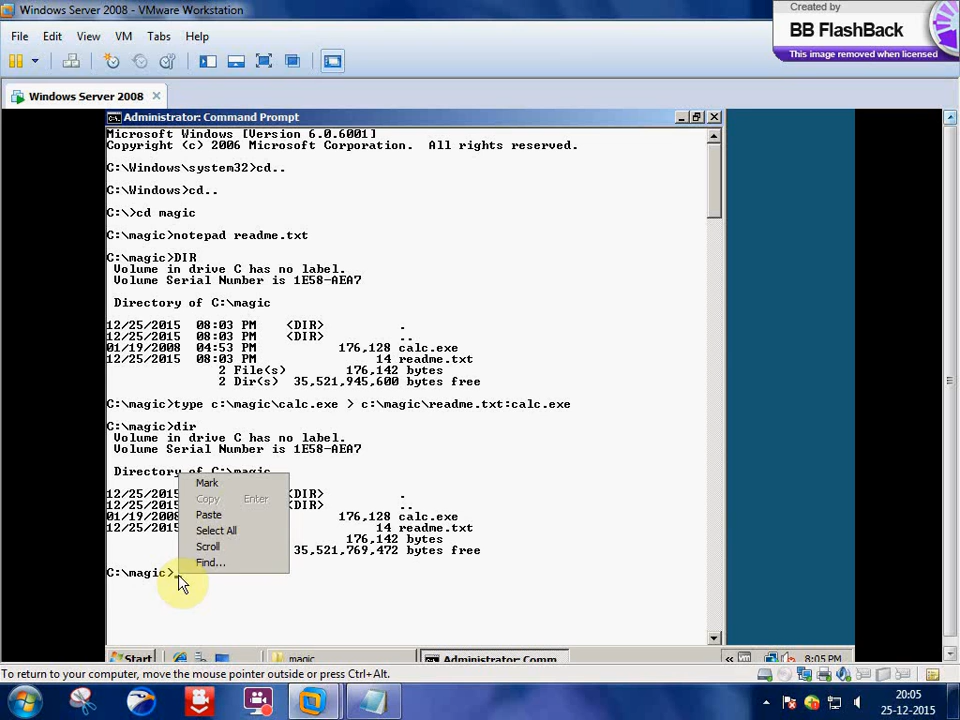 Windows Server 2008 - VMware Workstation
Created by
BB FlashBack
This image removed when licensed
File Edit View VM Tabs Help
Windows Server 2008
Administrator: Command Prompt
Microsoft Windows [Version 6.0.6001]
Copyright (c) 2006 Microsoft Corporation. All rights reserved.
C:\Windows\system32>cd..
C:\Windows>cd..
C:\>cd magic
C:\magic>notepad readme.txt
C:\magic>DIR
Volume in drive C has no label.
Volume Serial Number is 1E58-AEA7
Directory of C:\magic
12/25/2015 08:03 PM <DIR> .
12/25/2015 08:03 PM <DIR> ..
01/19/2008 04:53 PM 176,128 calc.exe
12/25/2015 08:03 PM 14 readme.txt
2 File(s) 176,142 bytes
2 Dir(s) 35,521,945,600 bytes free
C:\magic>type c:\magic\calc.exe > c:\magic\readme.txt:calc.exe
C:\magic>dir
Volume in drive C has no label.
Volume Serial Number is 1E58-AEA7
Directory of C:\magic
12/25/2015 <DIR> .
12/25/2015 <DIR> ..
01/19/2008 176,128 calc.exe
12/25/2015 14 readme.txt
176,142 bytes
35,521,769,472 bytes free
C:\magic>_
Mark
Copy Enter
Paste
Select All
Scroll
Find...
Start magic Administrator: Comm... « 8:05 PM
To return to your computer, move the mouse pointer outside or press Ctrl+Alt.
20:05
25-12-2015